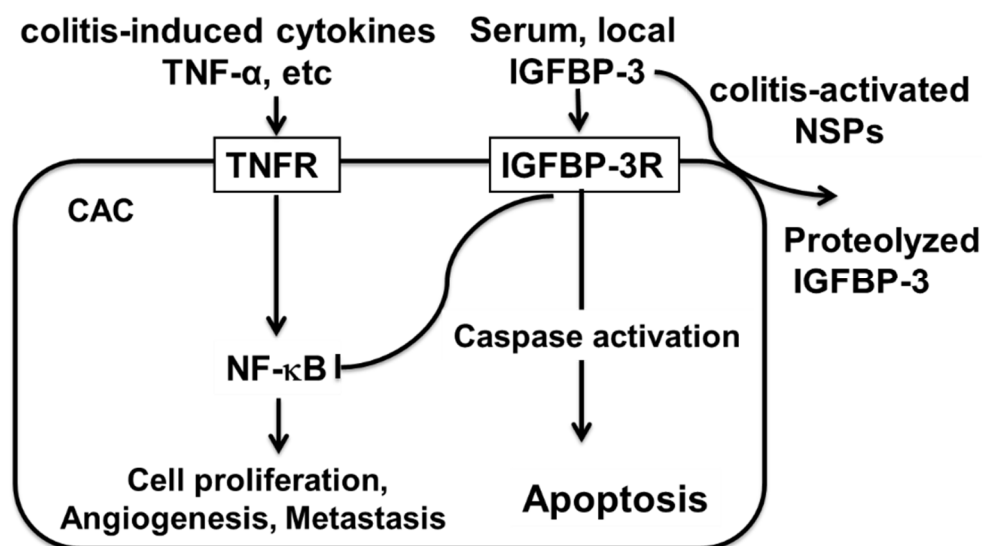 colitis-induced cytokines
TNF-α, etc
Serum, local
IGFBP-3
colitis-activated
NSPs
TNFR
IGFBP-3R
CAC
Proteolyzed
IGFBP-3
Caspase activation
NF-κB
Cell proliferation,
Angiogenesis, Metastasis
Apoptosis